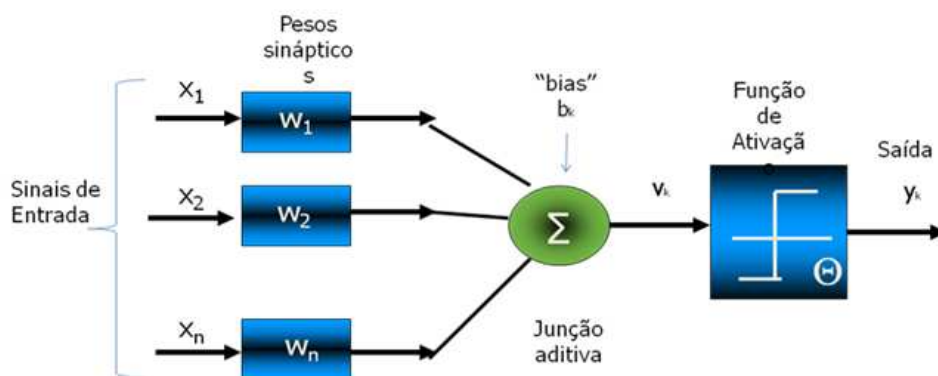 Pesos
sináptico
s
X1
w1
"bias"
bk
Função
de
Ativaçã
o
Saída
yk
Sinais de
Entrada
X2
w2
Σ
vk
Θ
Xn
wn
Junção
aditiva